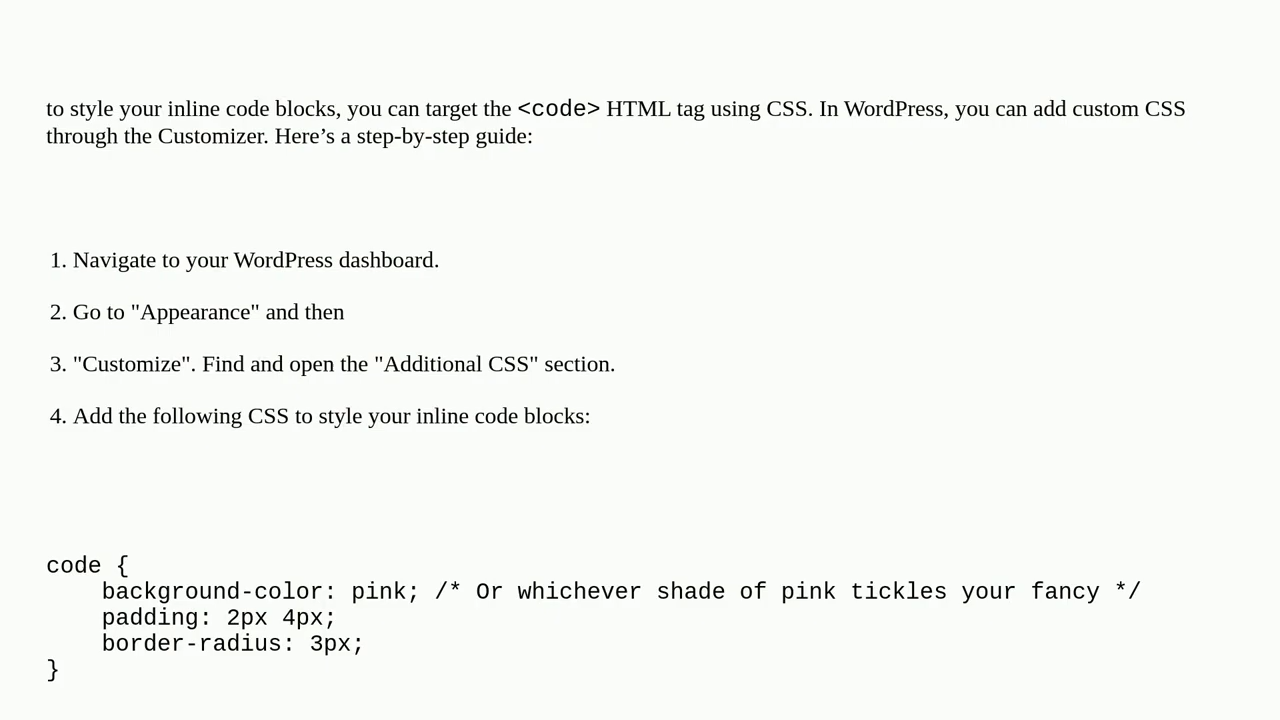 to style your inline code blocks, you can target the <code> HTML tag using CSS. In WordPress, you can add custom CSS
through the Customizer. Here’s a step-by-step guide:
1. Navigate to your WordPress dashboard.
2. Go to "Appearance" and then
3. "Customize". Find and open the "Additional CSS" section.
4. Add the following CSS to style your inline code blocks:
code {
    background-color: pink; /* Or whichever shade of pink tickles your fancy */
    padding: 2px 4px;
    border-radius: 3px;
}